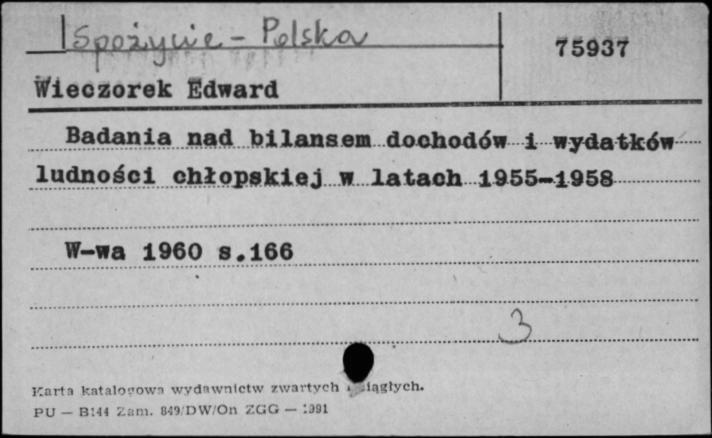 Spożycie - Polska
75937
Wieczorek Edward
Badania nad bilansem dochodów i wydatków
ludności chłopskiej w latach 1955-1958
W-wa 1960 s.166
3
Karta katalogowa wydawnictw zwartych i ciągłych.
PU — B144 Zam. 849/DW/On ZGG — 1991